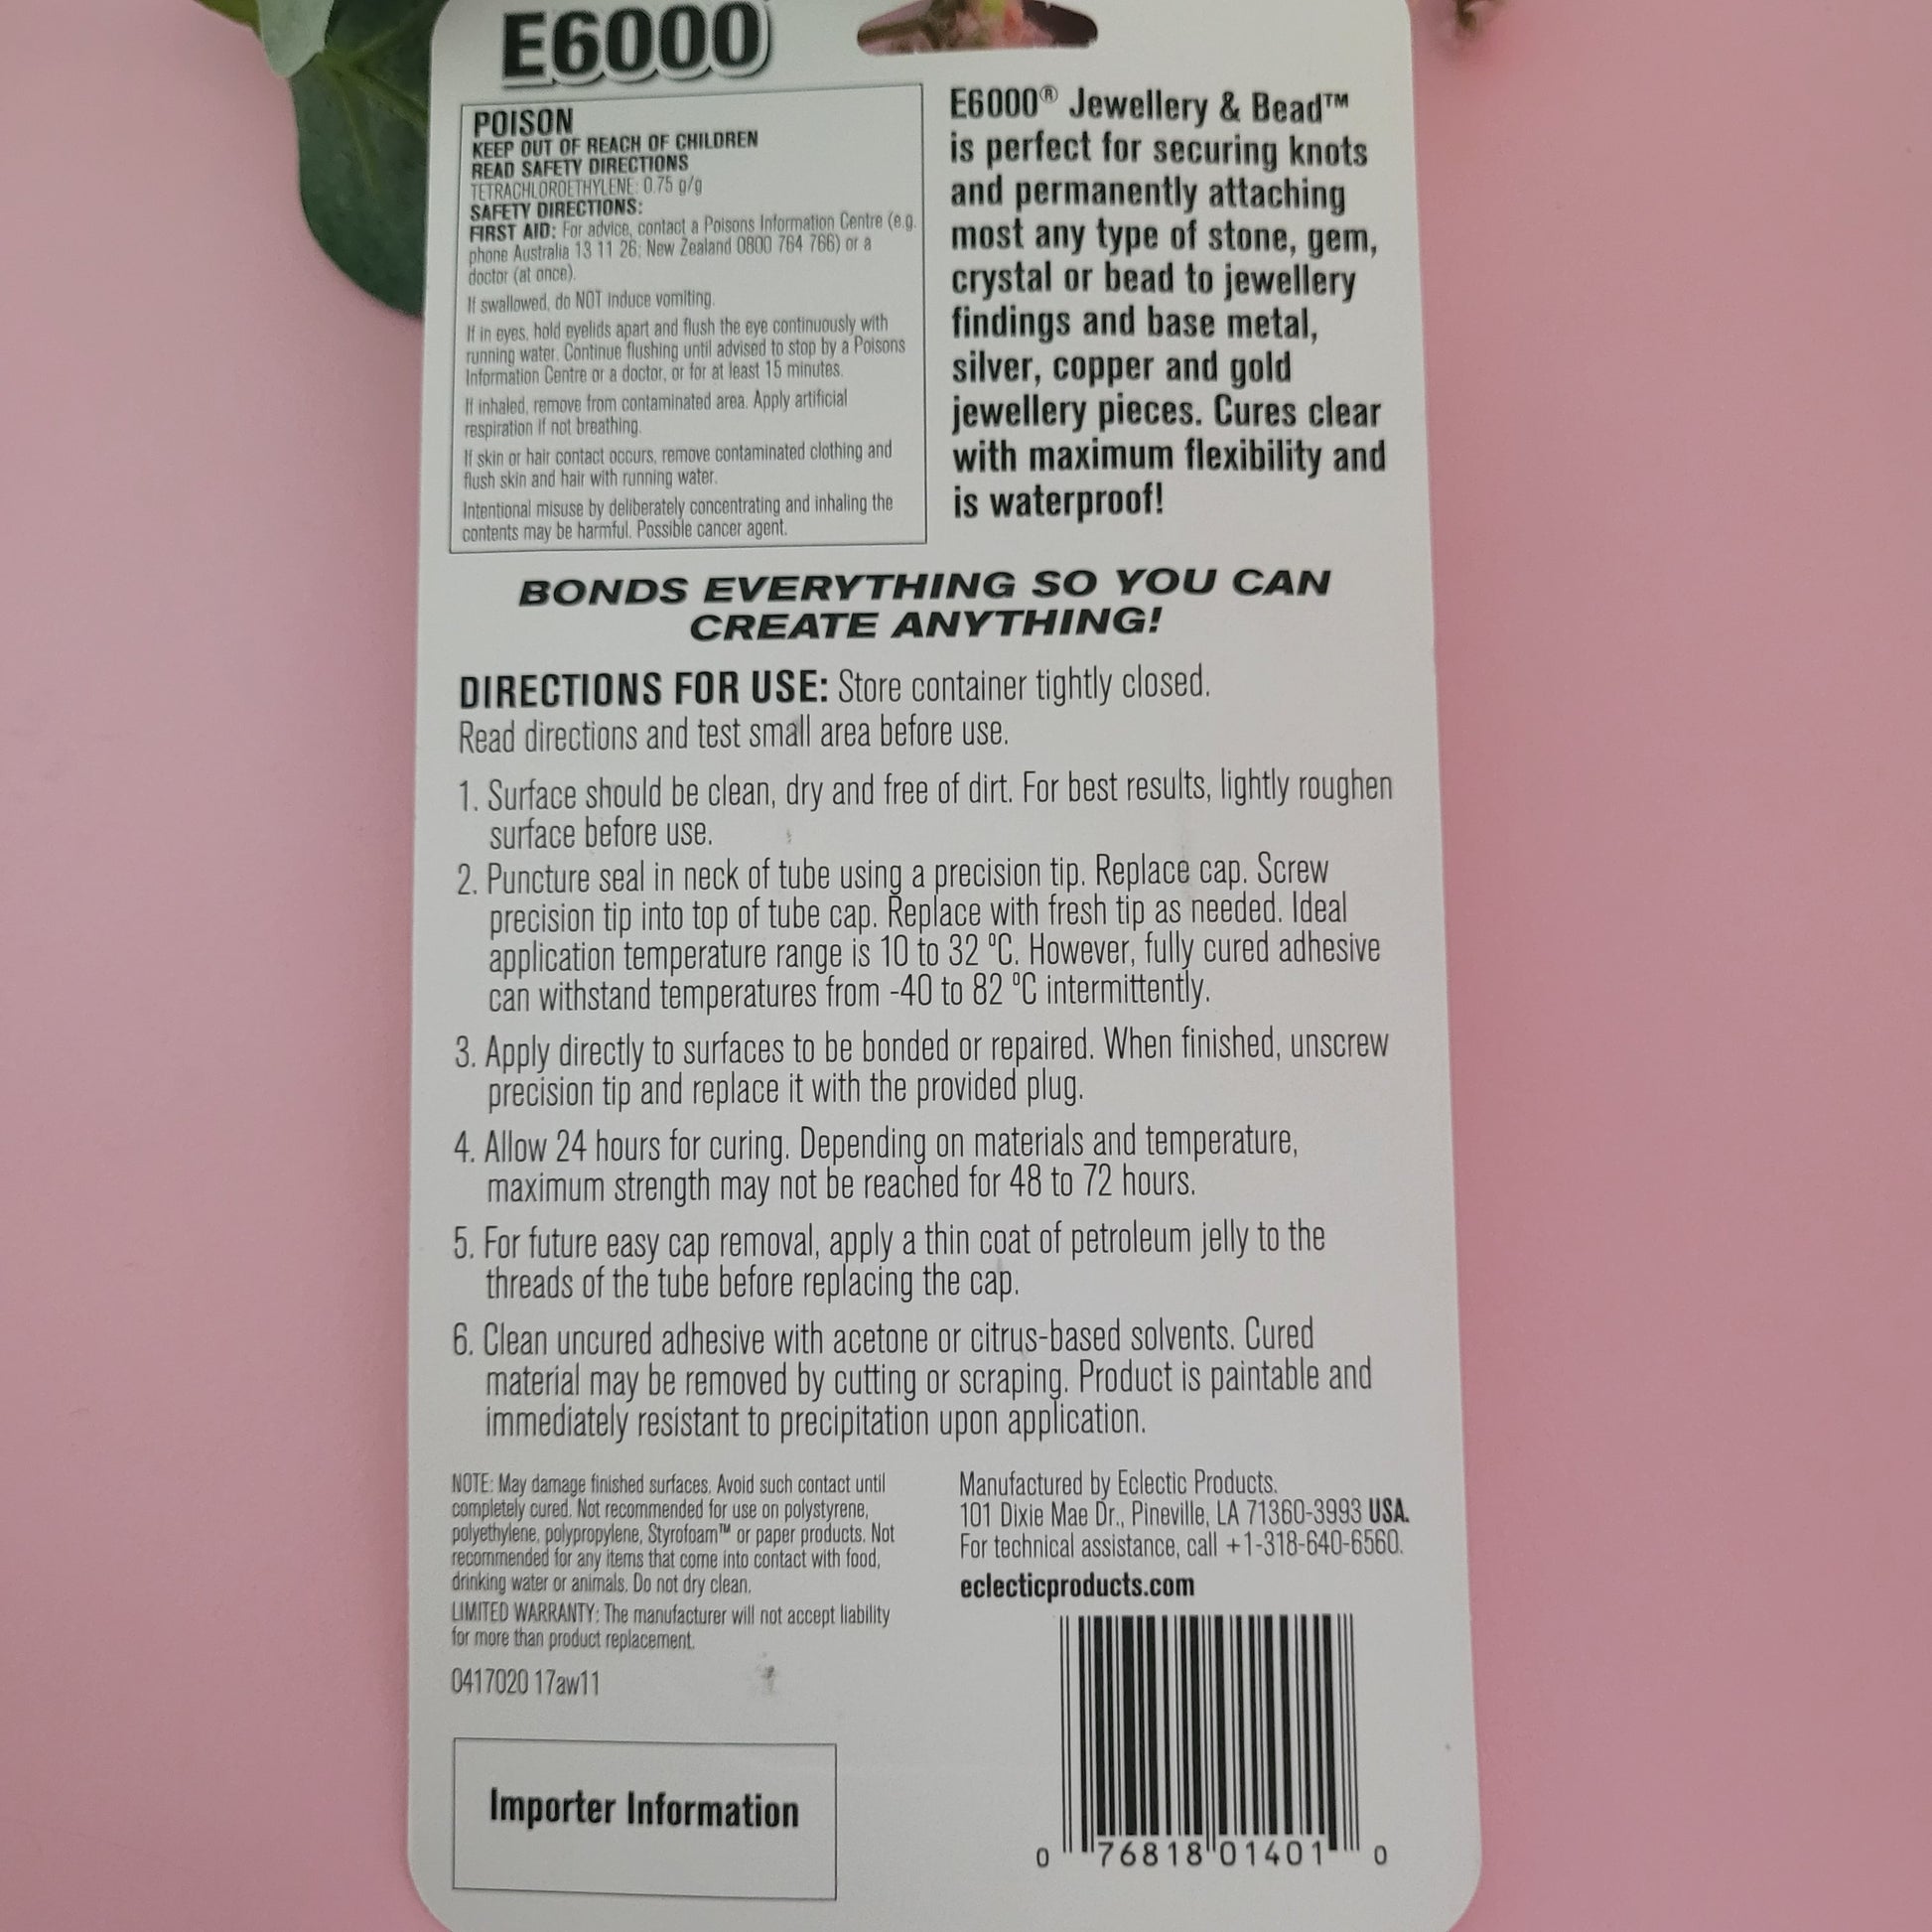 E6000
POISON
KEEP OUT OF REACH OF CHILDREN
READ SAFETY DIRECTIONS
TETRACHLOROETHYLENE: 0.75 g/g
SAFETY DIRECTIONS:
FIRST AID: For advice, contact a Poisons Information Centre (e.g.
phone Australia 13 11 26; New Zealand 0800 764 766) or a
doctor (at once).
If swallowed, do NOT induce vomiting.
If in eyes, hold eyelids apart and flush the eye continuously with
running water. Continue flushing until advised to stop by a Poisons
Information Centre or a doctor, or for at least 15 minutes.
If inhaled, remove from contaminated area. Apply artificial
respiration if not breathing.
If skin or hair contact occurs, remove contaminated clothing and
flush skin and hair with running water.
Intentional misuse by deliberately concentrating and inhaling the
contents may be harmful. Possible cancer agent.
E6000® Jewellery & Bead™
is perfect for securing knots
and permanently attaching
most any type of stone, gem,
crystal or bead to jewellery
findings and base metal,
silver, copper and gold
jewellery pieces. Cures clear
with maximum flexibility and
is waterproof!
BONDS EVERYTHING SO YOU CAN
CREATE ANYTHING!
DIRECTIONS FOR USE: Store container tightly closed.
Read directions and test small area before use.
1. Surface should be clean, dry and free of dirt. For best results, lightly roughen
surface before use.
2. Puncture seal in neck of tube using a precision tip. Replace cap. Screw
precision tip into top of tube cap. Replace with fresh tip as needed. Ideal
application temperature range is 10 to 32 ºC. However, fully cured adhesive
can withstand temperatures from -40 to 82 ºC intermittently.
3. Apply directly to surfaces to be bonded or repaired. When finished, unscrew
precision tip and replace it with the provided plug.
4. Allow 24 hours for curing. Depending on materials and temperature,
maximum strength may not be reached for 48 to 72 hours.
5. For future easy cap removal, apply a thin coat of petroleum jelly to the
threads of the tube before replacing the cap.
6. Clean uncured adhesive with acetone or citrus-based solvents. Cured
material may be removed by cutting or scraping. Product is paintable and
immediately resistant to precipitation upon application.
NOTE: May damage finished surfaces. Avoid such contact until
completely cured. Not recommended for use on polystyrene,
polyethylene, polypropylene, Styrofoam™ or paper products. Not
recommended for any items that come into contact with food,
drinking water or animals. Do not dry clean.
LIMITED WARRANTY: The manufacturer will not accept liability
for more than product replacement.
0417020 17aw11
Importer Information
Manufactured by Eclectic Products.
101 Dixie Mae Dr., Pineville, LA 71360-3993 USA.
For technical assistance, call +1-318-640-6560.
eclecticproducts.com
0 76818 01401 0